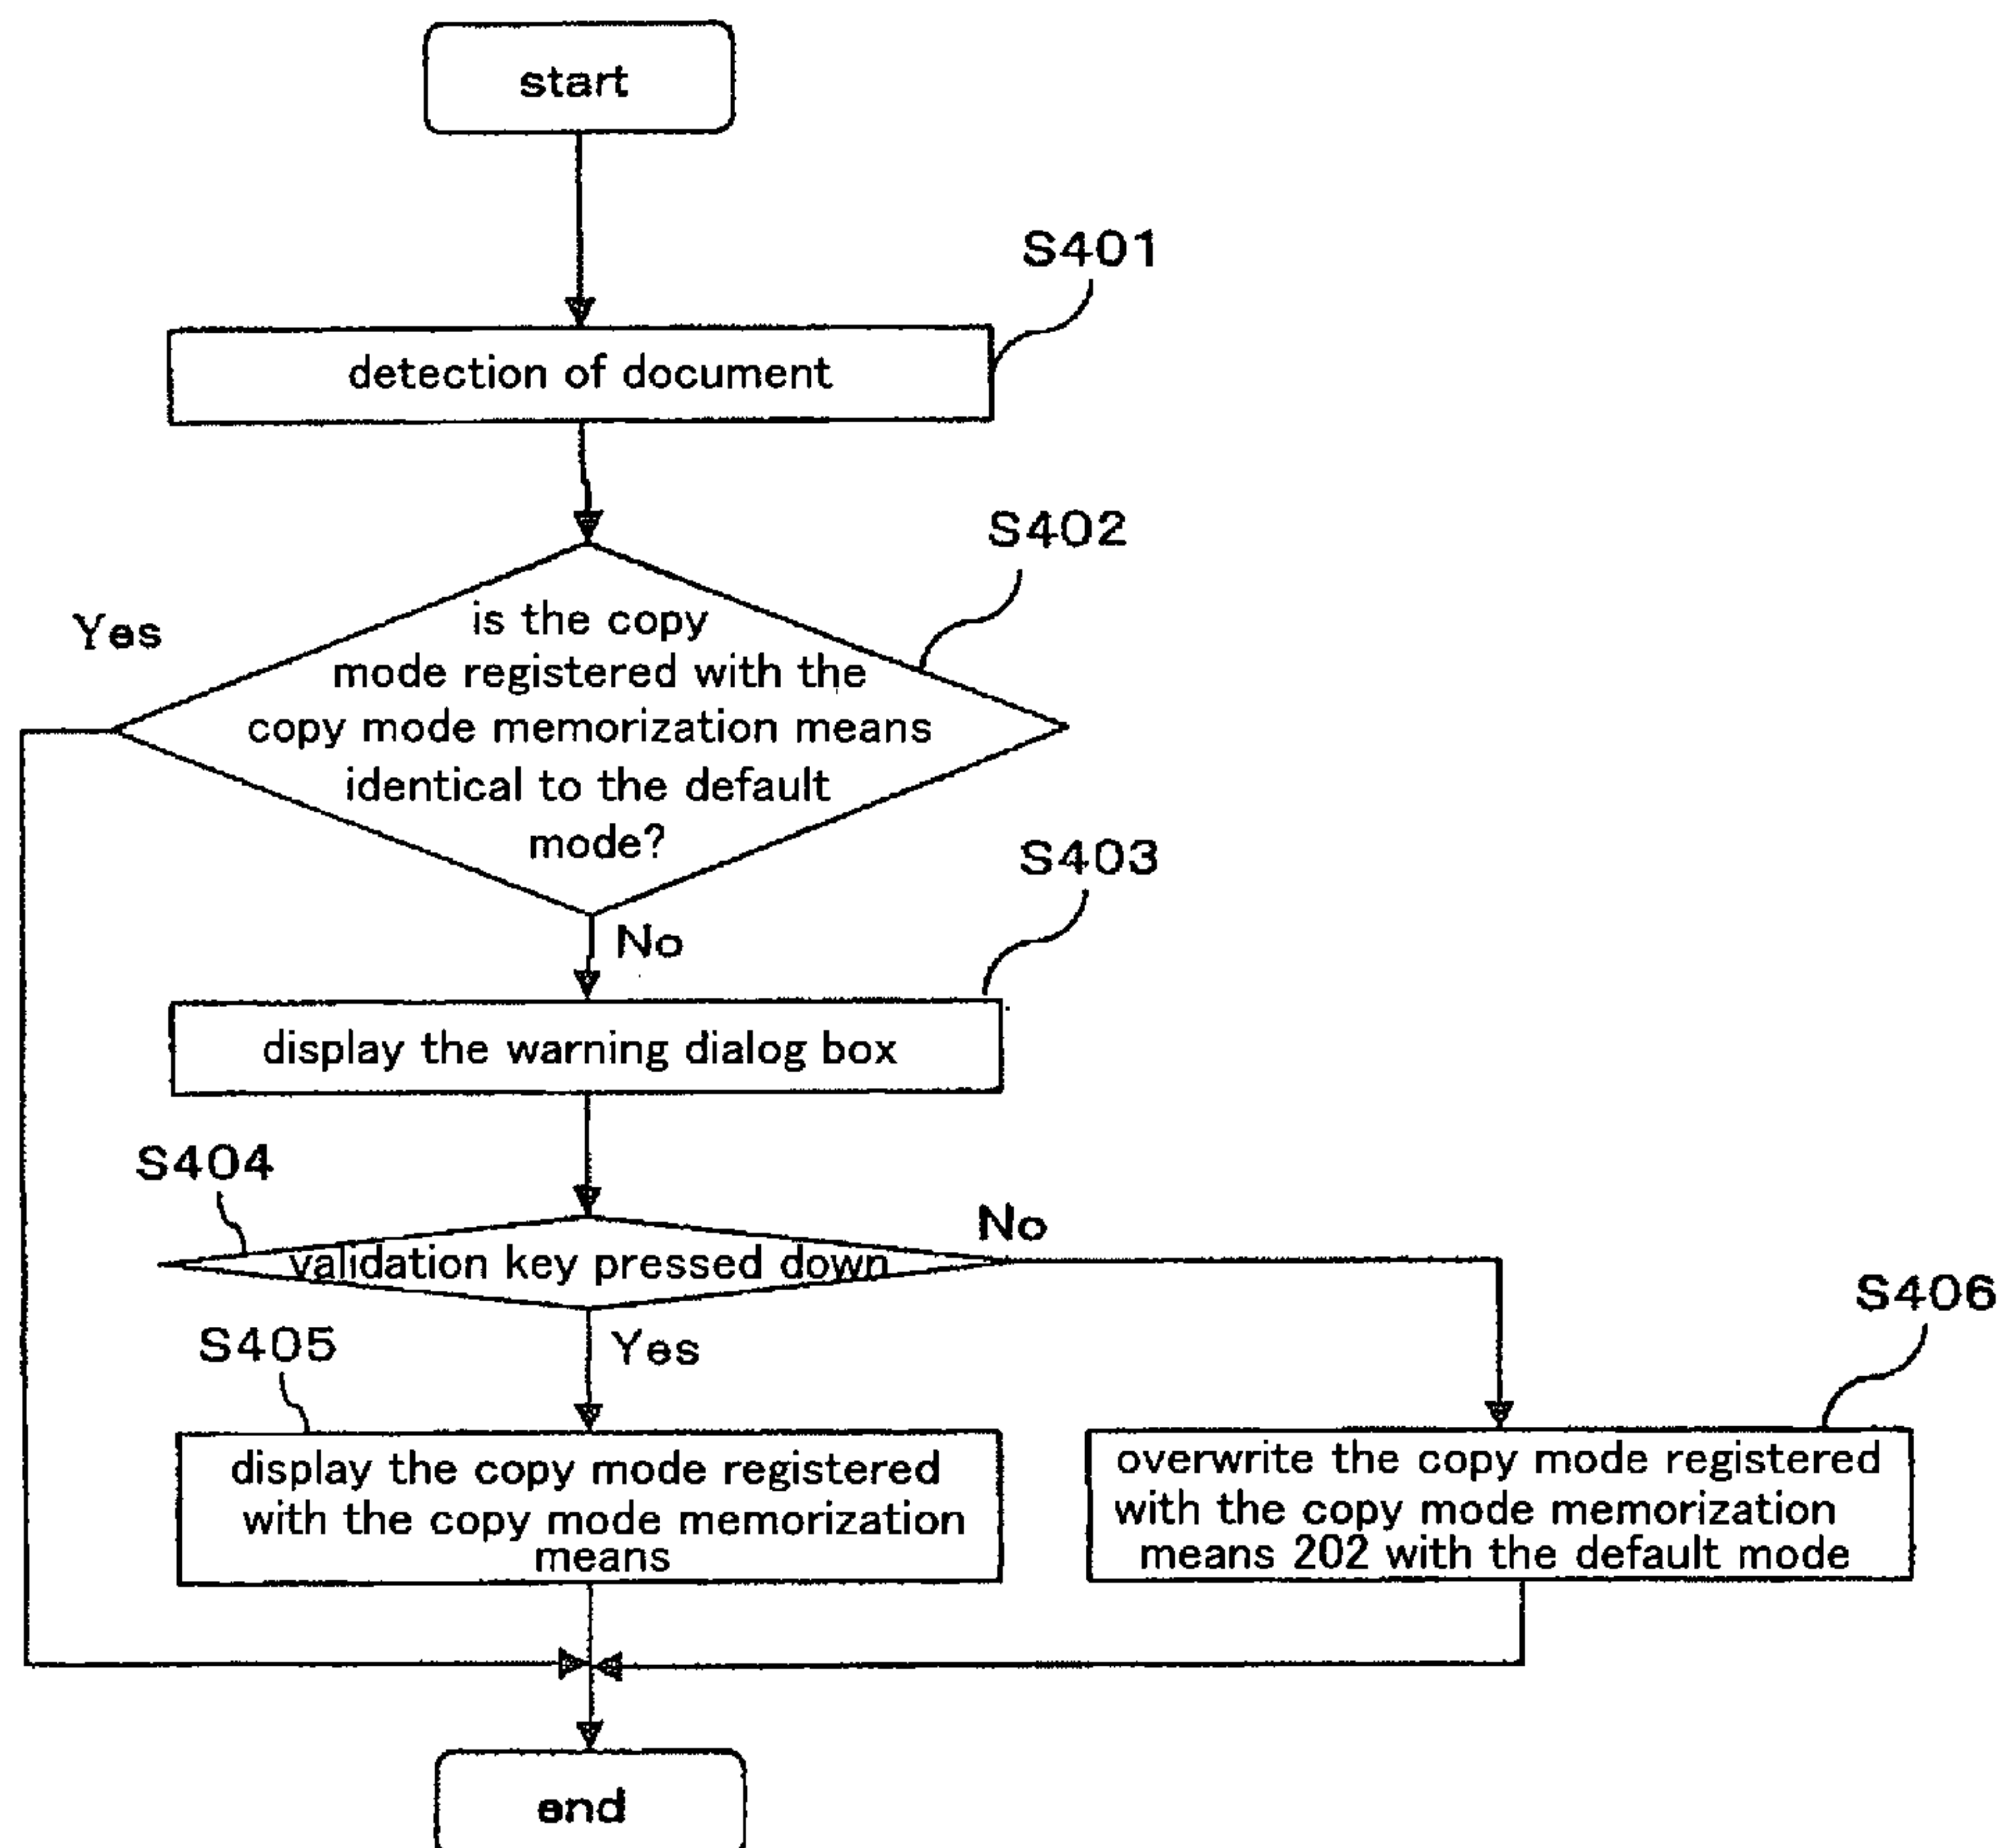 start
S401
detection of document
S402
Yes
is the copy
mode registered with the
copy mode memorization means
identical to the default
mode?
No
S403
display the warning dialog box
S404
validation key pressed down
No
Yes
S405
display the copy mode registered
with the copy mode memorization
means
S406
overwrite the copy mode registered
with the copy mode memorization
means 202 with the default mode
end